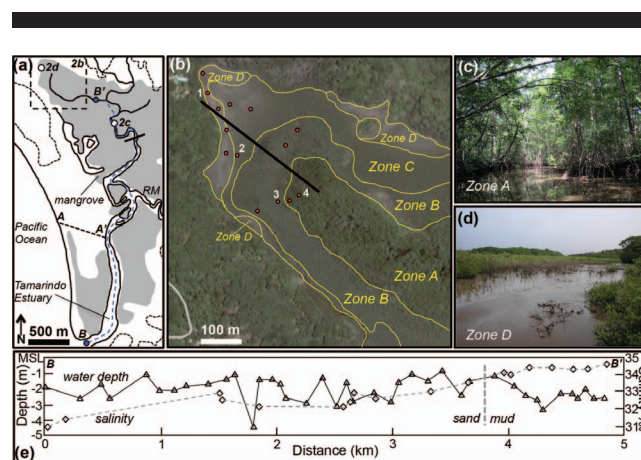 (a)
2d
2b
B'
2c
mangrove
RM
A
Pacific
Ocean
A'
Tamarindo
Estuary
N
500 m
B
(b)
Zone D
1
Zone D
2
Zone C
3
4
Zone B
Zone D
Zone A
Zone B
100 m
(c)
Zone A
(d)
Zone D
MSL
B
B'
35
-1
water depth
34
-2
33
-3
32
-4
salinity
sand
mud
31
-5
Depth (m)
0
1
2
3
4
5
Distance (km)
(e)